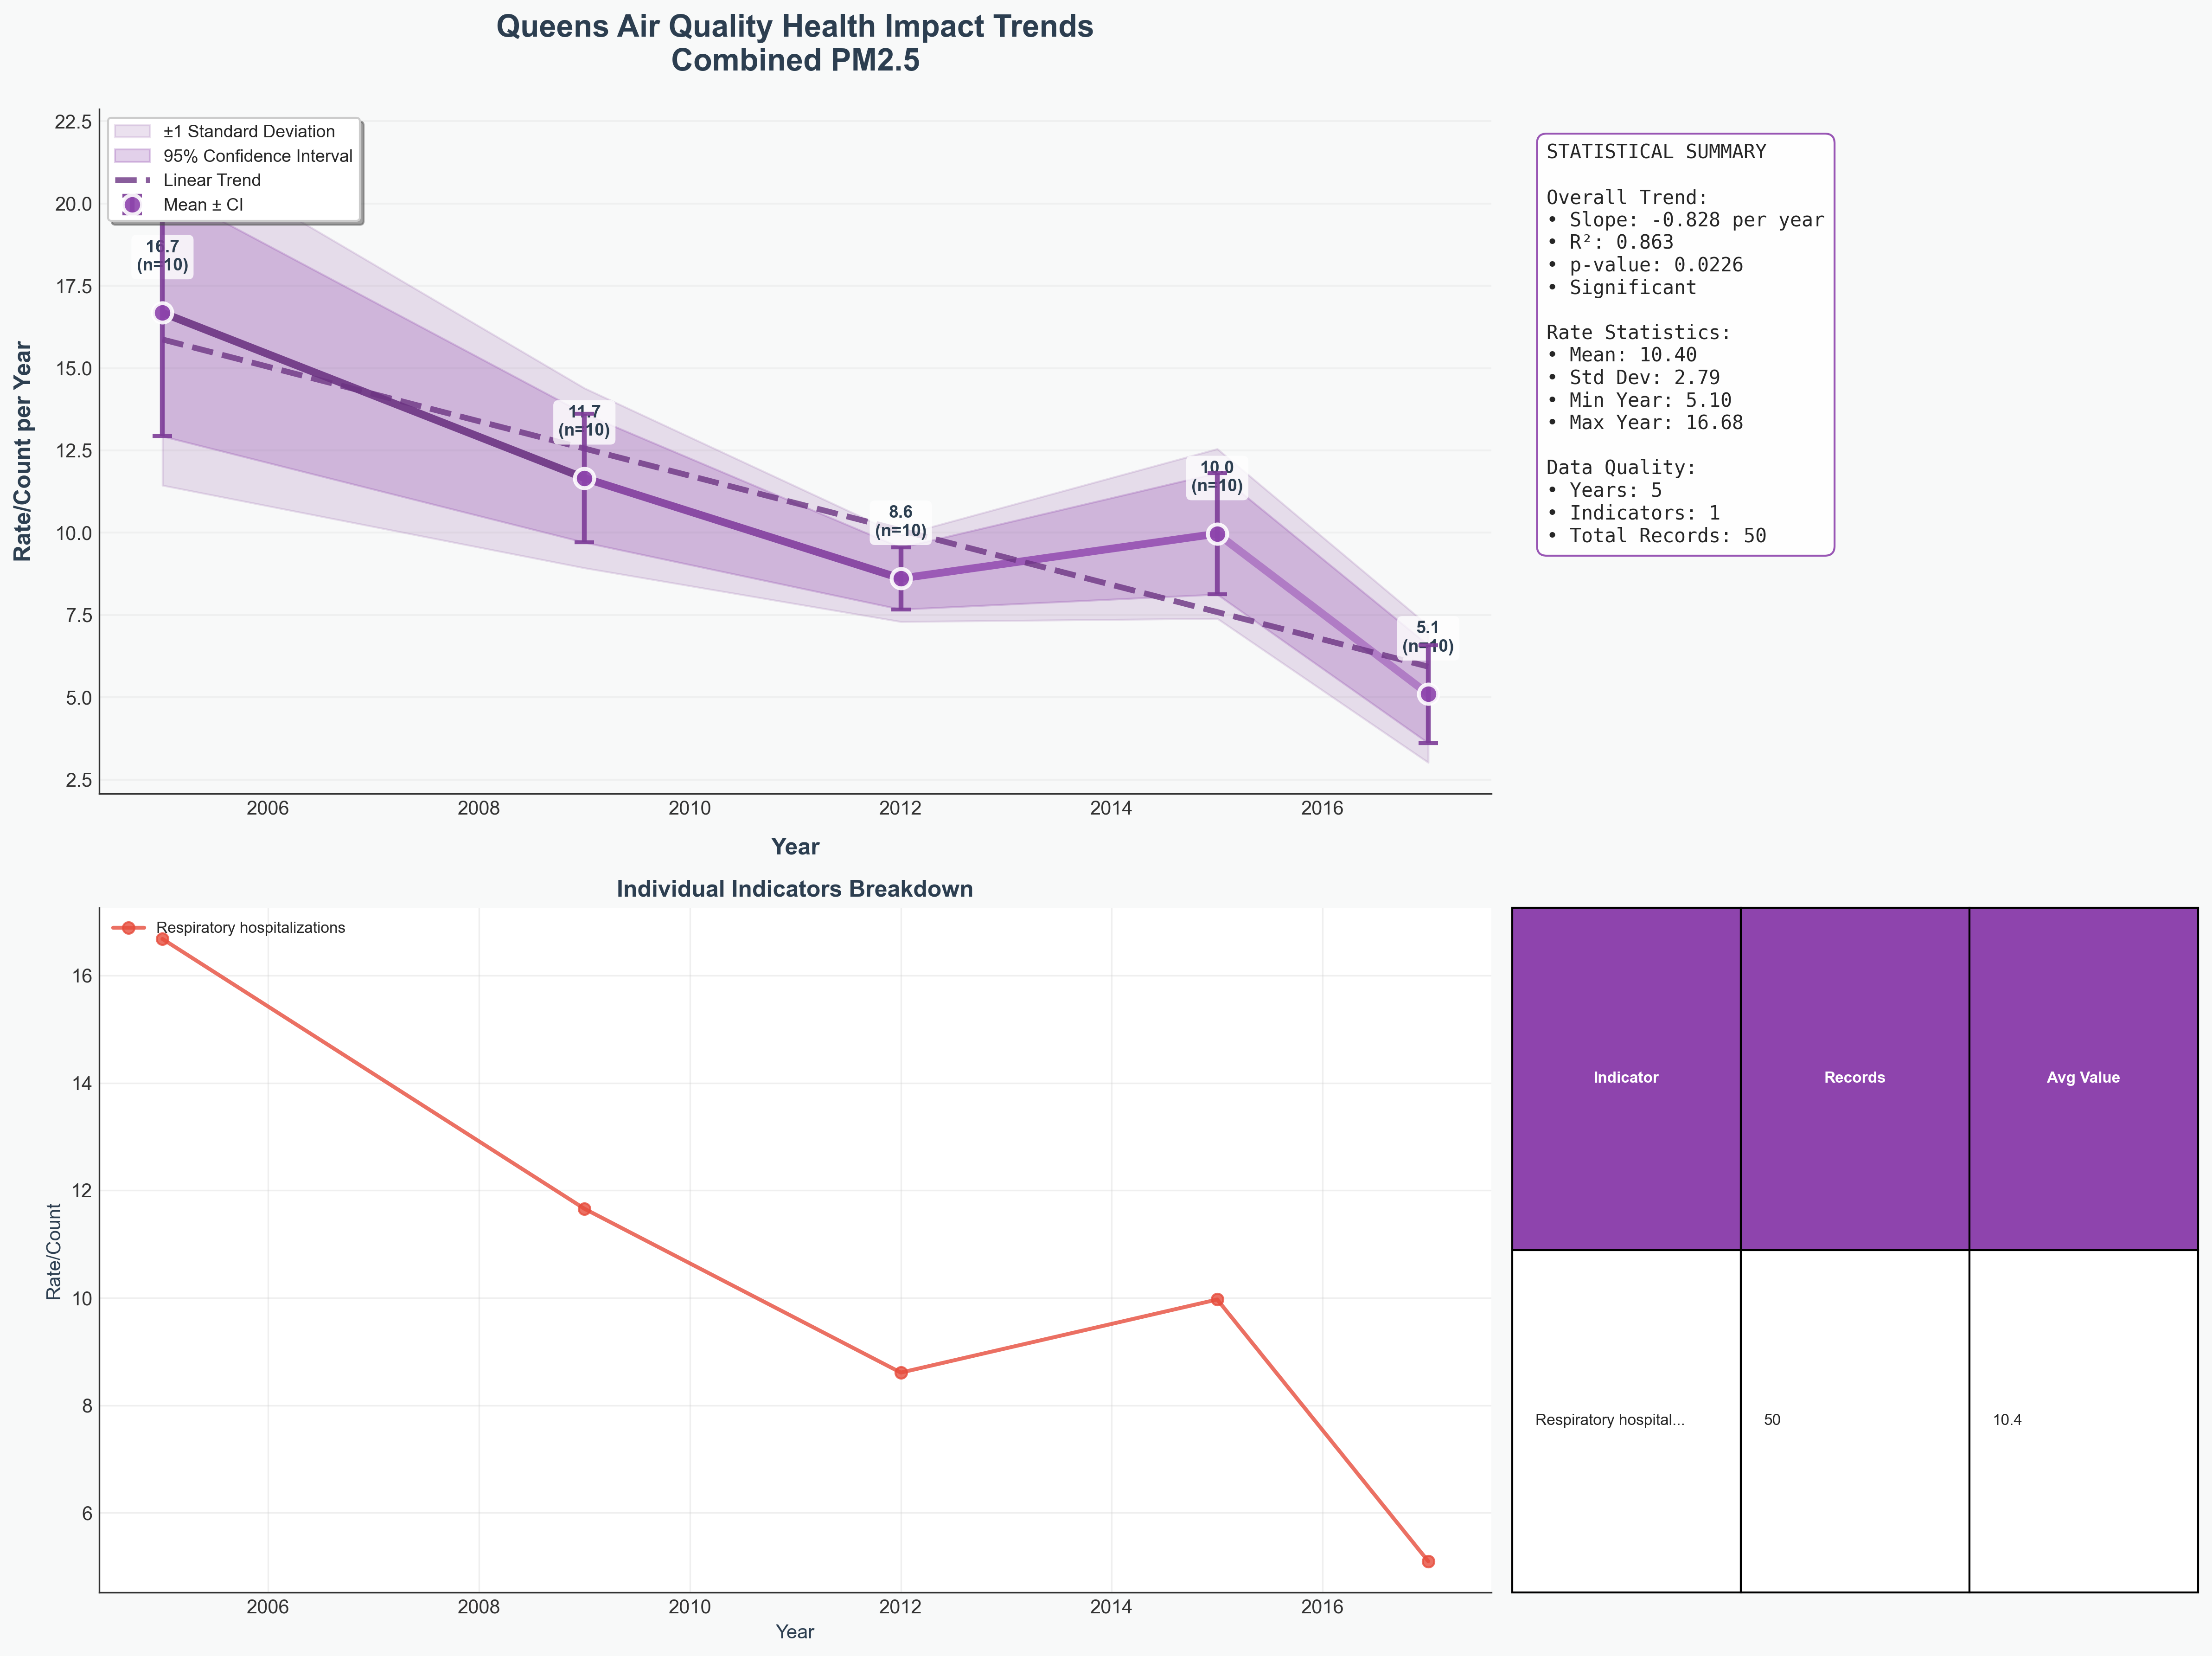 Queens Air Quality Health Impact Trends
Combined PM2.5
Rate/Count per Year
22.5
20.0
17.5
15.0
12.5
10.0
7.5
5.0
2.5
±1 Standard Deviation
95% Confidence Interval
Linear Trend
Mean ± CI
16.7
(n=10)
11.7
(n=10)
8.6
(n=10)
10.0
(n=10)
5.1
(n=10)
2006
2008
2010
2012
2014
2016
Year
STATISTICAL SUMMARY
Overall Trend:
• Slope: -0.828 per year
• R²: 0.863
• p-value: 0.0226
• Significant
Rate Statistics:
• Mean: 10.40
• Std Dev: 2.79
• Min Year: 5.10
• Max Year: 16.68
Data Quality:
• Years: 5
• Indicators: 1
• Total Records: 50
Individual Indicators Breakdown
Rate/Count
Respiratory hospitalizations
16
14
12
10
8
6
2006
2008
2010
2012
2014
2016
Year
Indicator
Records
Avg Value
Respiratory hospital...
50
10.4